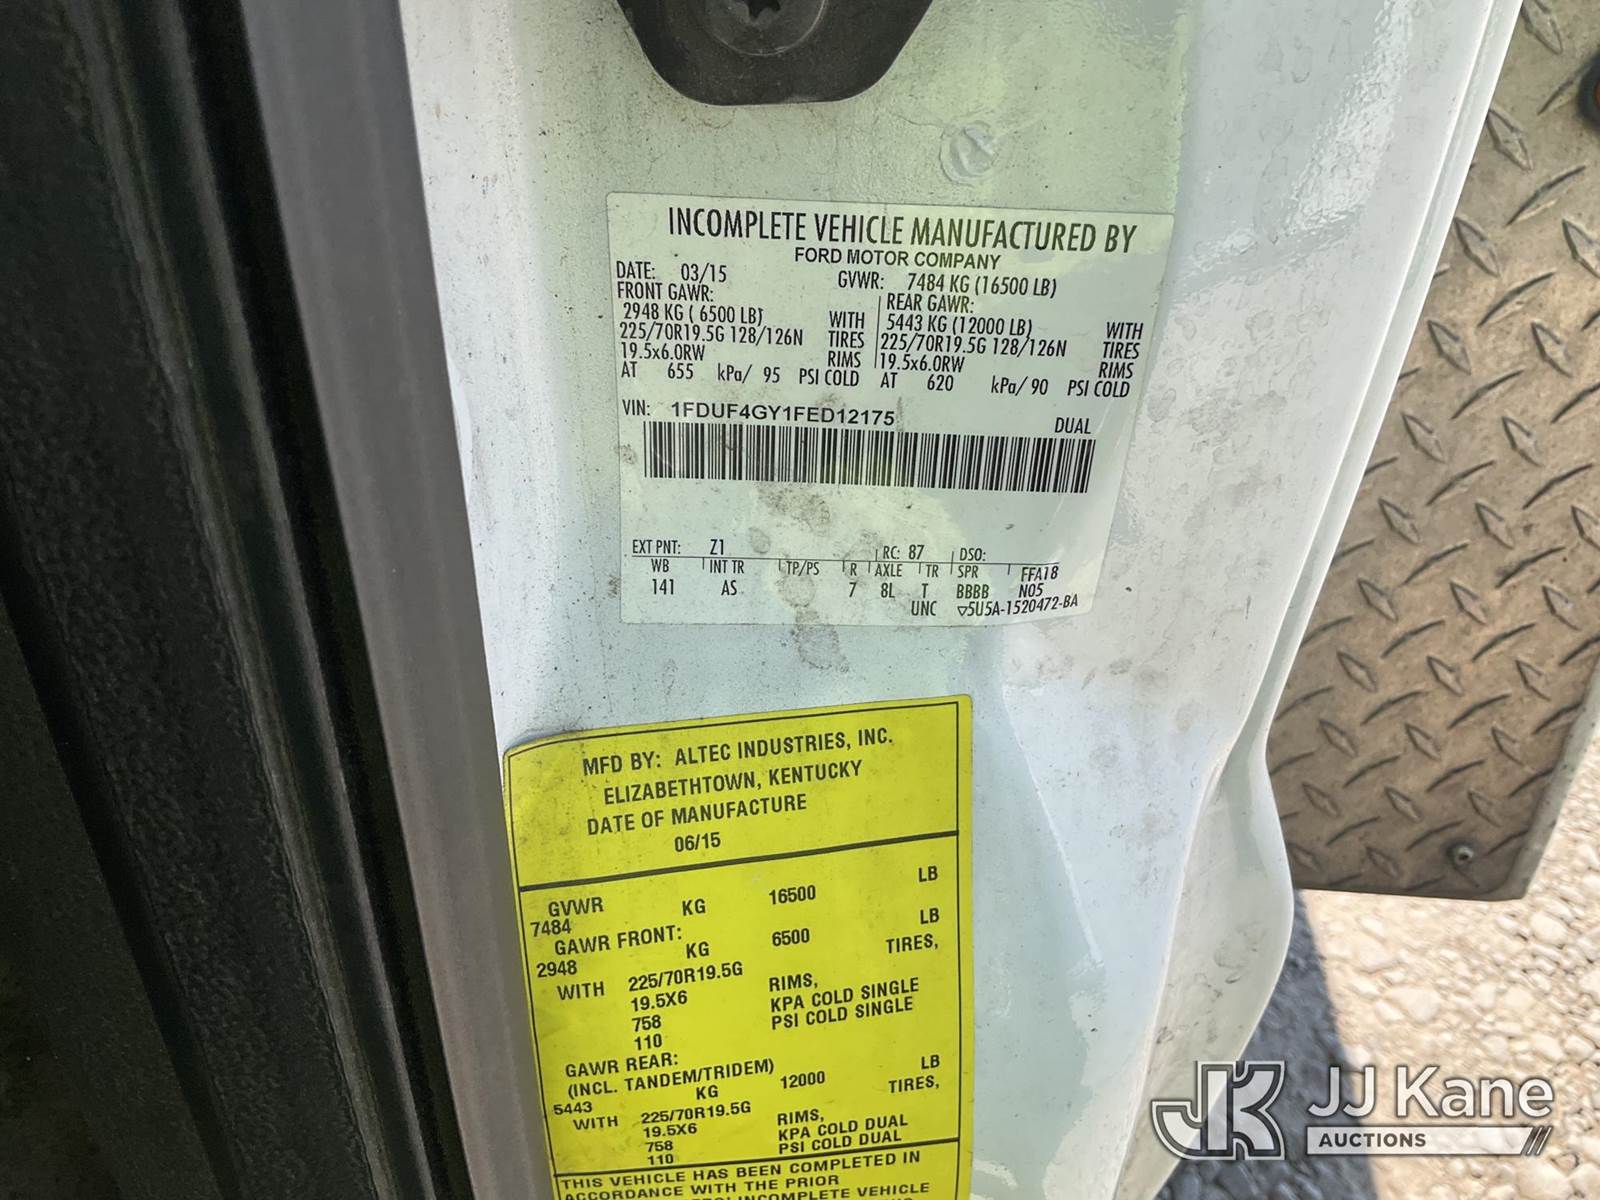 INCOMPLETE VEHICLE MANUFACTURED BY
FORD MOTOR COMPANY
DATE: 03/15 GVWR: 7484 KG (16500 LB)
FRONT GAWR: REAR GAWR:
2948 KG ( 6500 LB) WITH 5443 KG (12000 LB) WITH
225/70R19.5G 128/126N TIRES 225/70R19.5G 128/126N TIRES
19.5x6.0RW RIMS 19.5x6.0RW RIMS
AT 655 kPa/ 95 PSI COLD AT 620 kPa/ 90 PSI COLD
VIN: 1FDUF4GY1FED12175 DUAL
EXT PNT: Z1 RC: 87 DSO:
WB INT TR TP/PS R AXLE TR SPR FFA18
141 AS 7 8L T BBBB N05
UNC ▽5U5A-1520472-BA
MFD BY: ALTEC INDUSTRIES, INC.
ELIZABETHTOWN, KENTUCKY
DATE OF MANUFACTURE
06/15
GVWR KG 16500 LB
7484
GAWR FRONT: KG 6500 LB
2948 TIRES,
WITH 225/70R19.5G RIMS,
19.5X6 KPA COLD SINGLE
758 PSI COLD SINGLE
110
GAWR REAR:
(INCL. TANDEM/TRIDEM) LB
5443 KG 12000 TIRES,
WITH 225/70R19.5G RIMS,
19.5X6 KPA COLD DUAL
758 PSI COLD DUAL
110
THIS VEHICLE HAS BEEN COMPLETED IN
ACCORDANCE WITH THE PRIOR
INCOMPLETE VEHICLE
JK JJ Kane
AUCTIONS